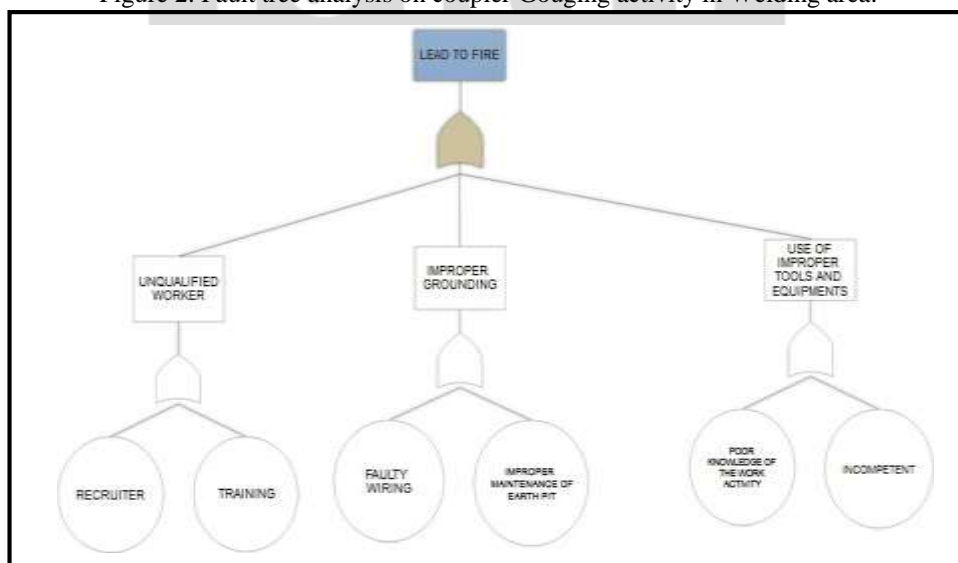 Figure 2. Fault tree analysis on coupler Gouging activity in Welding area.
LEAD TO FIRE
UNQUALIFIED
WORKER
IMPROPER
GROUNDING
USE OF
IMPROPER
TOOLS AND
EQUIPMENTS
RECRUITER
TRAINING
FAULTY
WIRING
IMPROPER
MAINTENANCE OF
EARTH PIT
POOR
KNOWLEDGE OF
THE WORK
ACTIVITY
INCOMPETENT